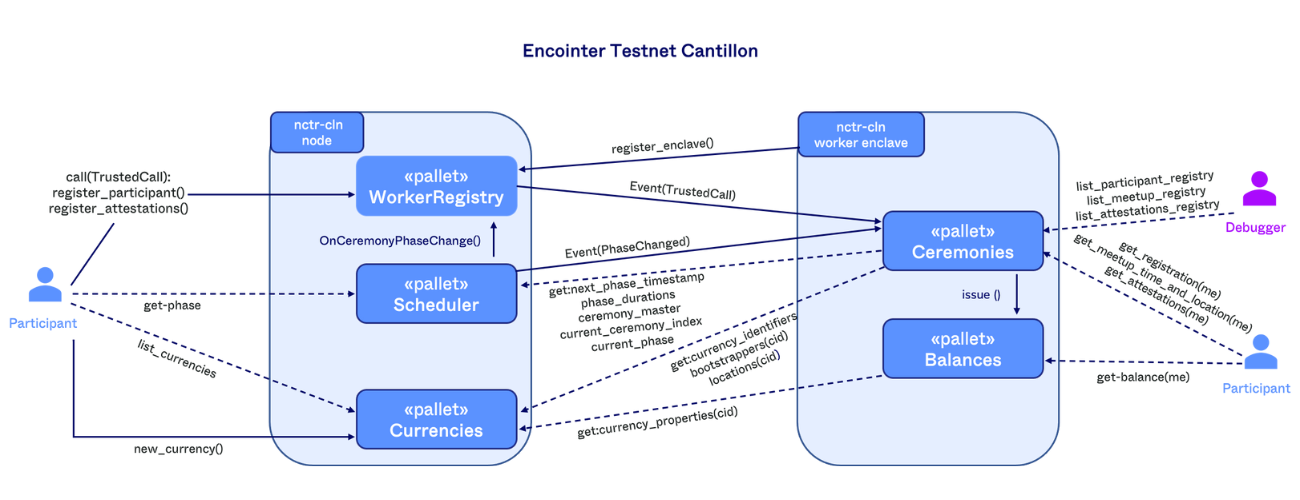 Encointer Testnet Cantillon
nctr-cln
node
nctr-cln
worker enclave
call(TrustedCall):
register_participant()
register_attestations()
«pallet»
WorkerRegistry
register_enclave()
Event(TrustedCall)
list_participant_registry
list_meetup_registry
list_attestations_registry
Debugger
OnCeremonyPhaseChange()
Event(PhaseChanged)
«pallet»
Ceremonies
get_registration(me)
get_meetup_time_and_location(me)
get_attestations(me)
Participant
get-phase
«pallet»
Scheduler
get:next_phase_timestamp
phase_durations
ceremony_master
current_ceremony_index
current_phase
issue ()
get:currency_identifiers
bootstrappers(cid)
locations(cid)
«pallet»
Balances
get-balance(me)
Participant
list_currencies
«pallet»
Currencies
get:currency_properties(cid)
new_currency()